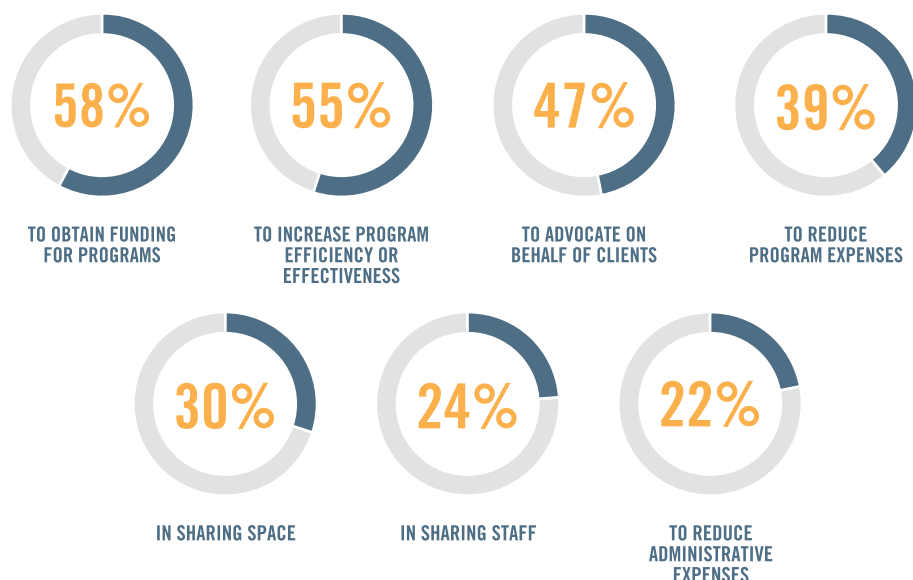 58%
55%
47%
39%
TO OBTAIN FUNDING
FOR PROGRAMS
TO INCREASE PROGRAM
EFFICIENCY OR
EFFECTIVENESS
TO ADVOCATE ON
BEHALF OF CLIENTS
TO REDUCE
PROGRAM EXPENSES
30%
24%
22%
IN SHARING SPACE
IN SHARING STAFF
TO REDUCE
ADMINISTRATIVE
EXPENSES